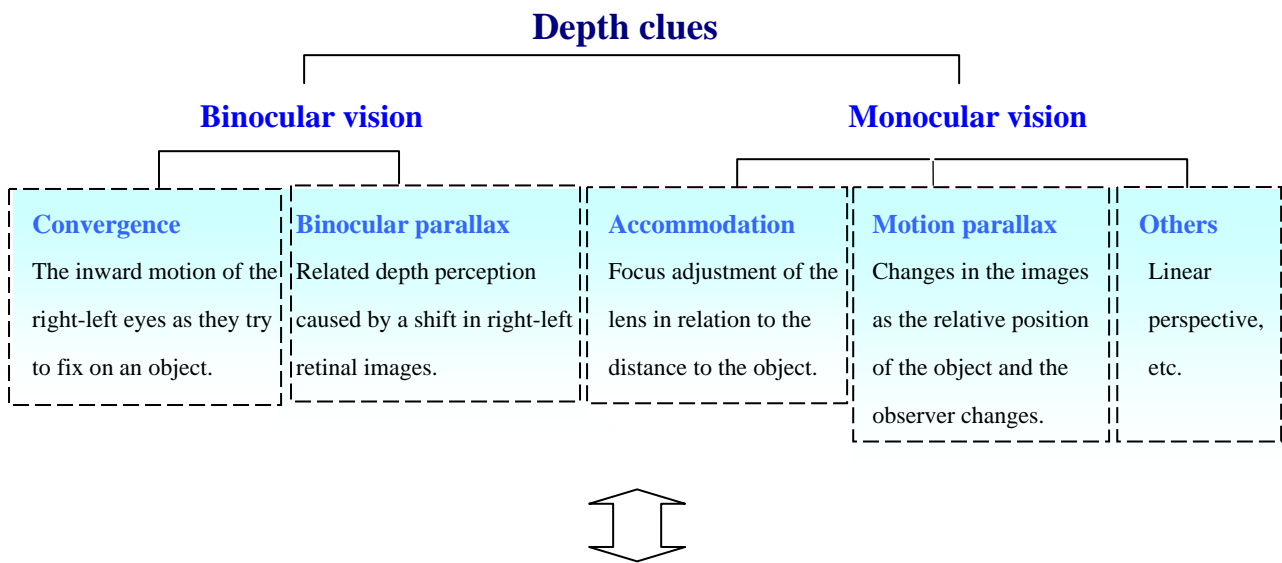 Depth clues
Binocular vision
Monocular vision
Convergence
The inward motion of the
right-left eyes as they try
to fix on an object.
Binocular parallax
Related depth perception
caused by a shift in right-left
retinal images.
Accommodation
Focus adjustment of the
lens in relation to the
distance to the object.
Motion parallax
Changes in the images
as the relative position
of the object and the
observer changes.
Others
Linear
perspective,
etc.